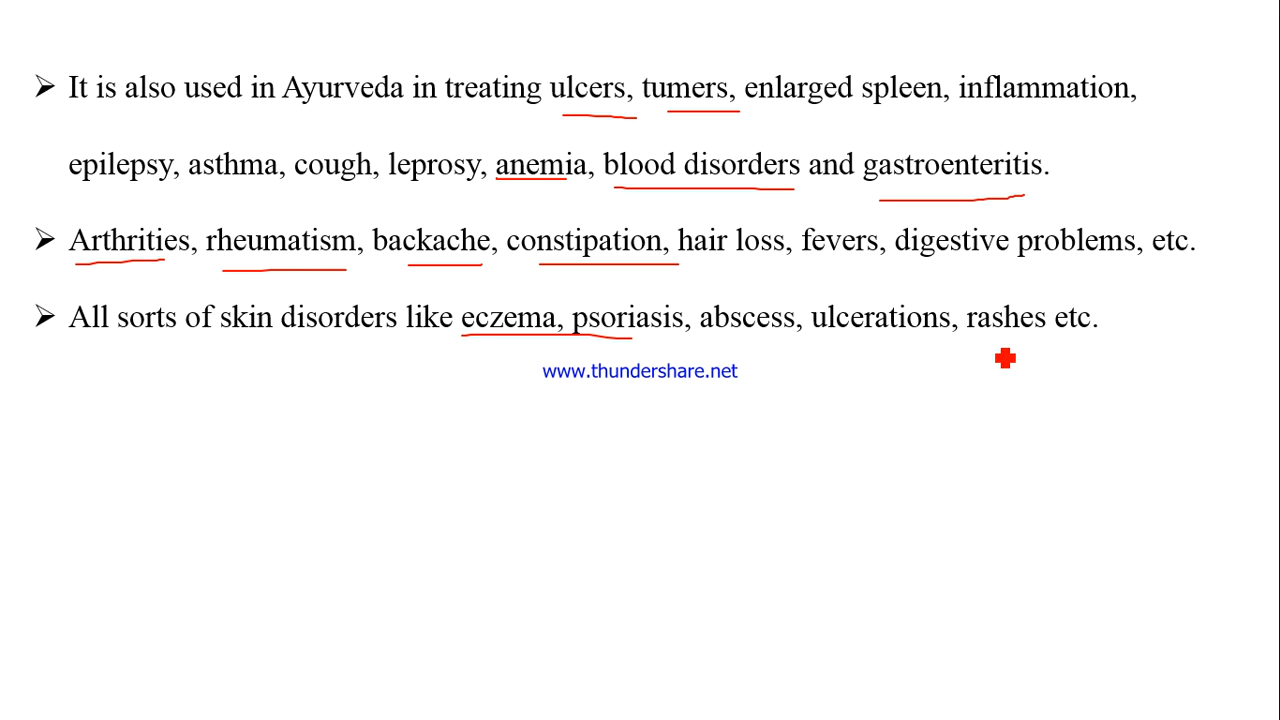 ➢ It is also used in Ayurveda in treating ulcers, tumers, enlarged spleen, inflammation,
epilepsy, asthma, cough, leprosy, anemia, blood disorders and gastroenteritis.
➢ Arthrities, rheumatism, backache, constipation, hair loss, fevers, digestive problems, etc.
➢ All sorts of skin disorders like eczema, psoriasis, abscess, ulcerations, rashes etc.
www.thundershare.net